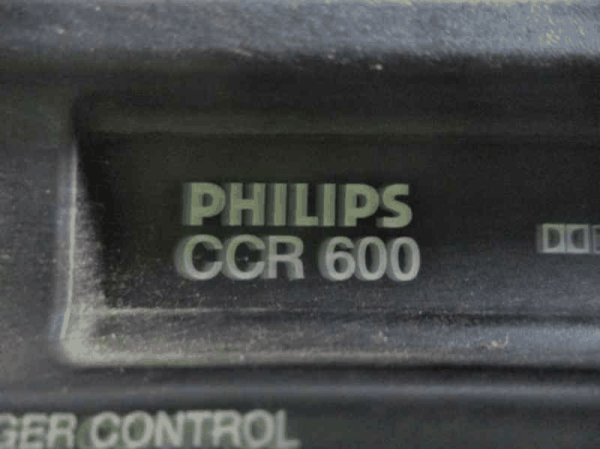 PHILIPS
CCR 600
GER CONTROL